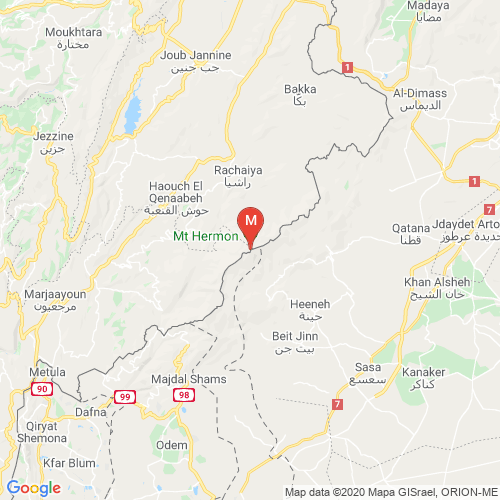 Madaya
مضايا
Moukhtara
مختارة
Joub Jannine
جب جنين
1
Bakka
بكا
Al-Dimass
الديماس
Jezzine
جزين
Rachaiya
راشيا
1
Haouch El
Qenaabeh
حوش القنعبة
7
M
Mt Hermon
Qatana
قطنا
Jdaydet Arto
جديدة عرطوز
Khan Alsheh
خان الشيح
Marjaayoun
مرجعيون
Heeneh
حينة
Beit Jinn
بيت جن
Metula
Majdal Shams
Sasa
سعسع
Kanaker
كناكر
90
99
98
7
Dafna
Qiryat
Shemona
Odem
Kfar Blum
Google
Map data ©2020 Mapa GISrael, ORION-ME